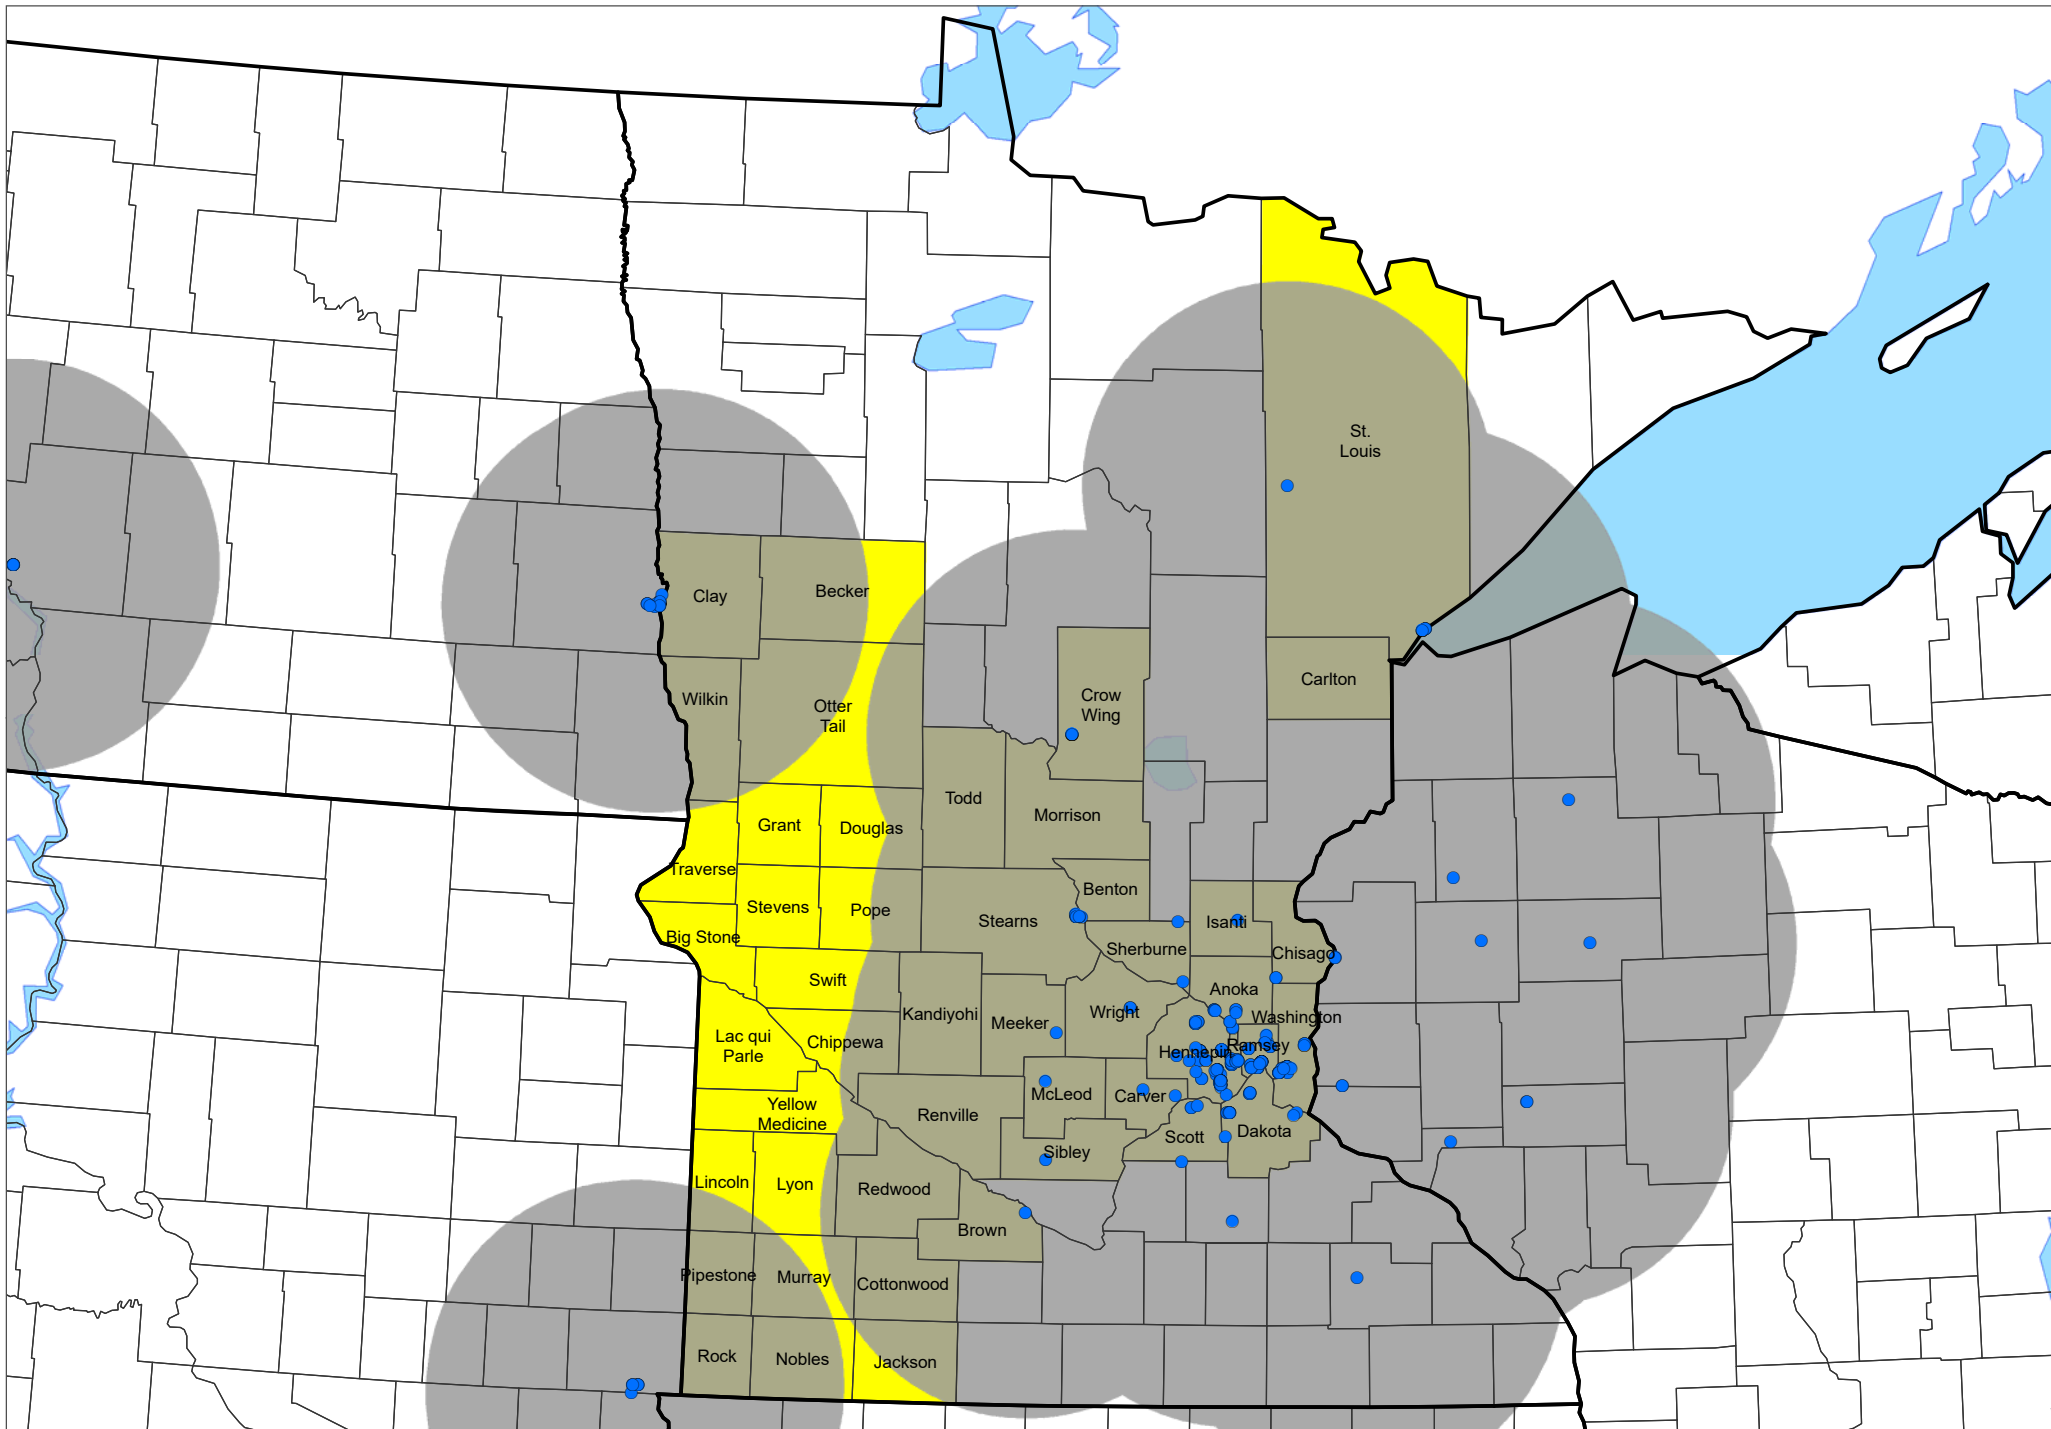 St.
Louis
Clay
Becker
Carlton
Wilkin
Crow
Wing
Otter
Tail
Todd
Morrison
Grant
Douglas
Traverse
Benton
Stevens
Pope
Stearns
Isanti
Big Stone
Sherburne
Chisago
Swift
Anoka
Kandiyohi
Meeker
Wright
Washington
Lac qui
Parle
Chippewa
Hennepin
Ramsey
McLeod
Carver
Yellow
Medicine
Renville
Scott
Dakota
Sibley
Lincoln
Lyon
Redwood
Brown
Pipestone
Murray
Cottonwood
Rock
Nobles
Jackson